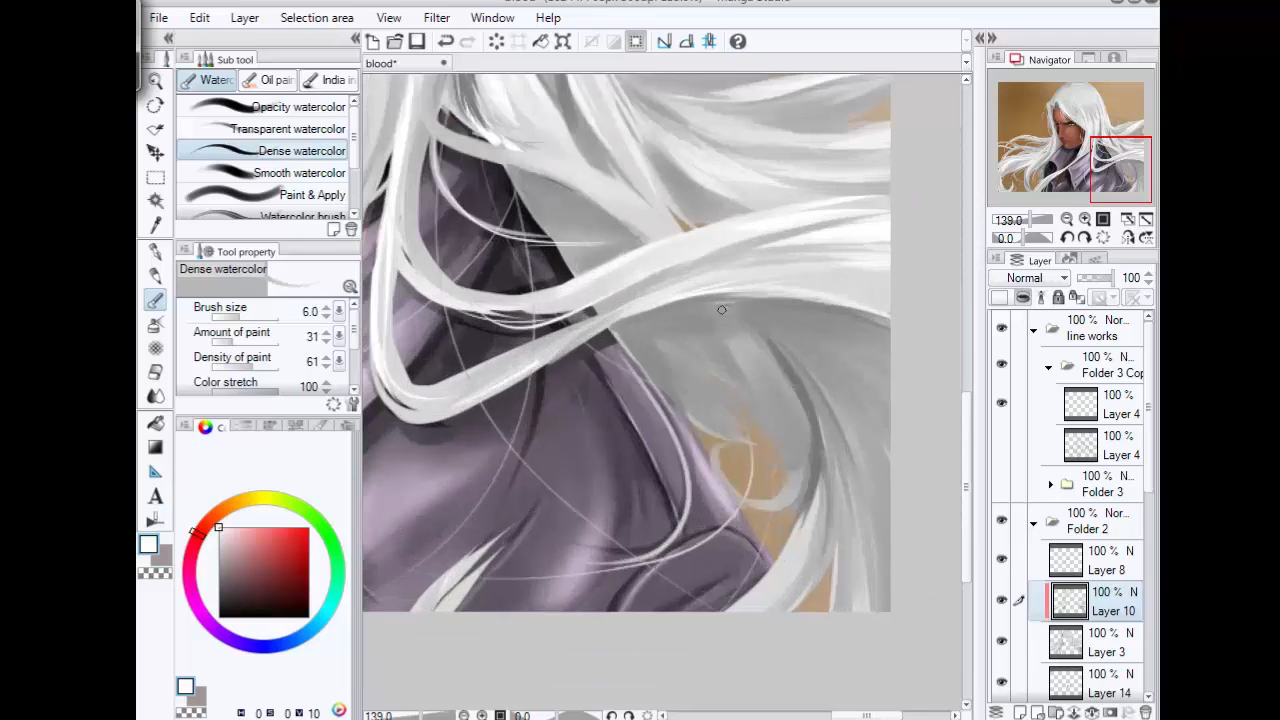 File Edit Layer Selection area View Filter Window Help
Sub tool
blood*
Navigator
Waterc Oil pain India in
Opacity watercolor
Transparent watercolor
Dense watercolor
Smooth watercolor
Paint & Apply
Watercolor brush
139.0
0.0
Tool property
Dense watercolor
Brush size 6.0
Amount of paint 31
Density of paint 61
Color stretch 100
Layer
Normal 100
100 % Nor...
line works
100 % N...
Folder 3 Cop
100 %
Layer 4
100 %
Layer 4
100 % N...
Folder 3
100 % Nor...
Folder 2
100 % N
Layer 8
100 % N
Layer 10
100 % N
Layer 3
100 % N
Layer 14
A
H 0 S 0 V 10
139.0 0.0